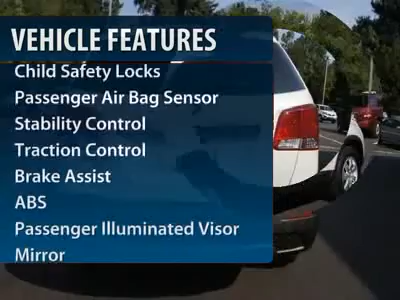 VEHICLE FEATURES
Child Safety Locks
Passenger Air Bag Sensor
Stability Control
Traction Control
Brake Assist
ABS
Passenger Illuminated Visor
Mirror